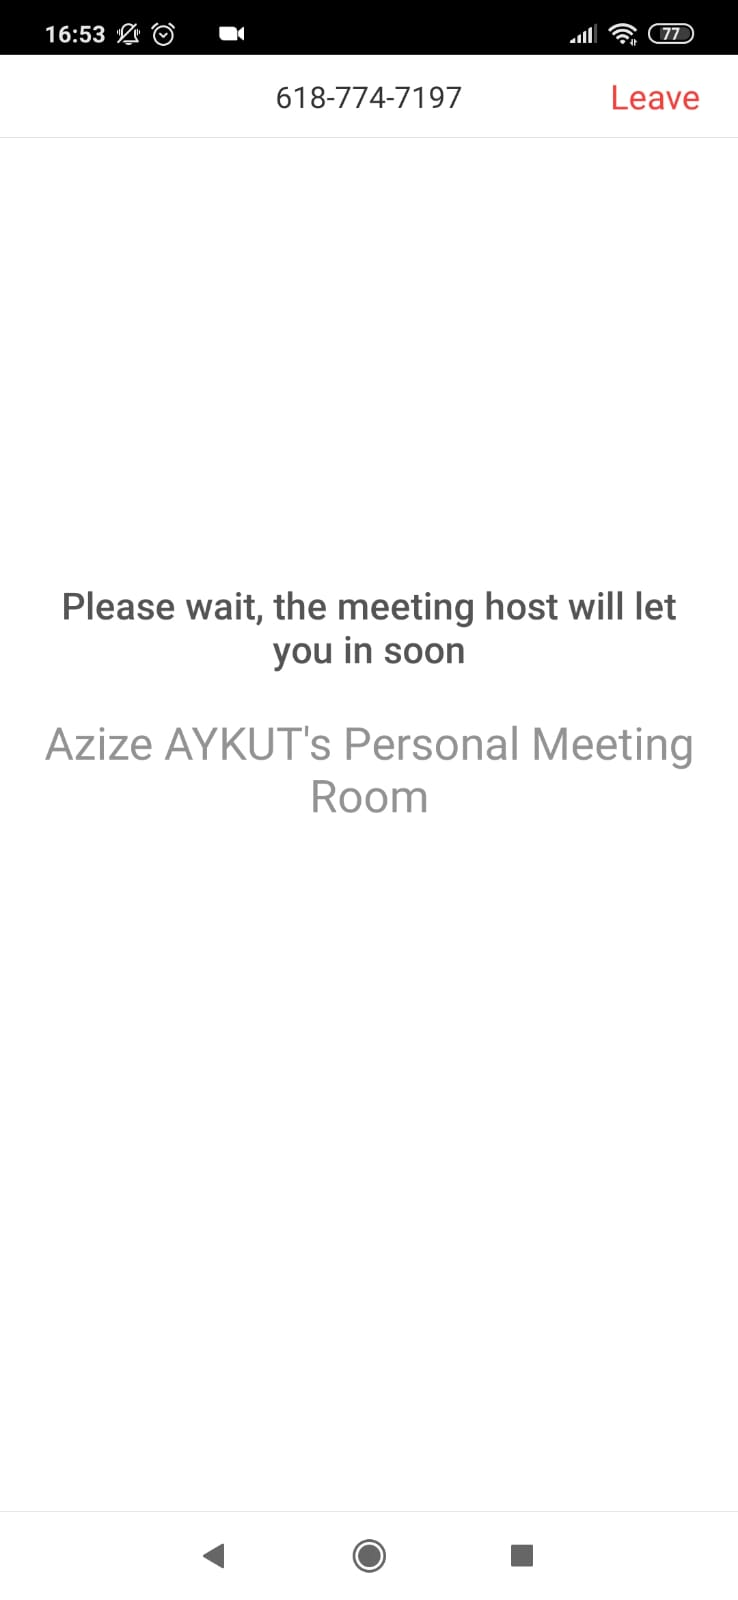 16:53
77
618-774-7197
Leave
Please wait, the meeting host will let
you in soon
Azize AYKUT's Personal Meeting
Room